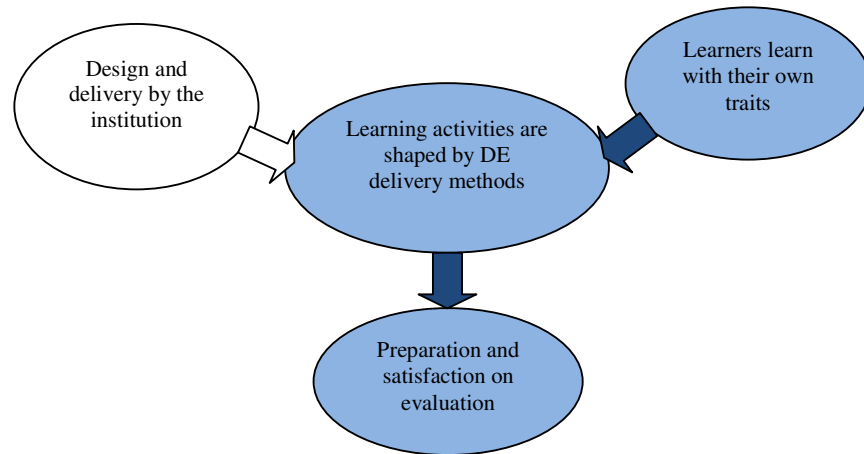 Design and
delivery by the
institution
Learners learn
with their own
traits
Learning activities are
shaped by DE
delivery methods
Preparation and
satisfaction on
evaluation